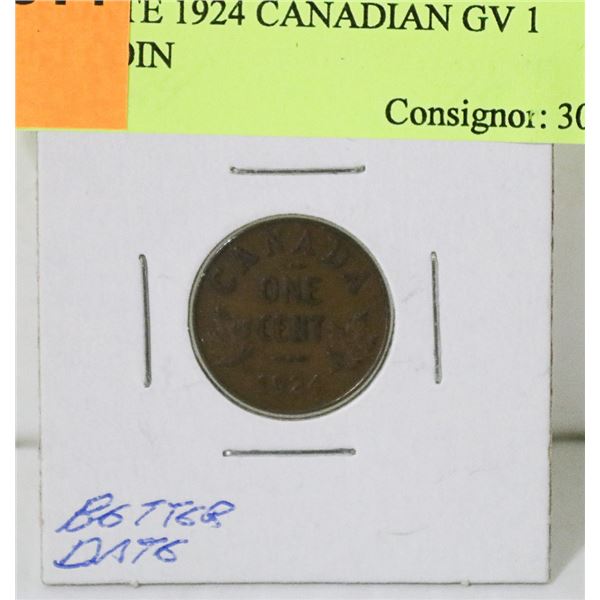 TE 1924 CANADIAN GV 1
OIN
Consignor: 30
CANADA
ONE
CENT
1924
BETTER
DATE